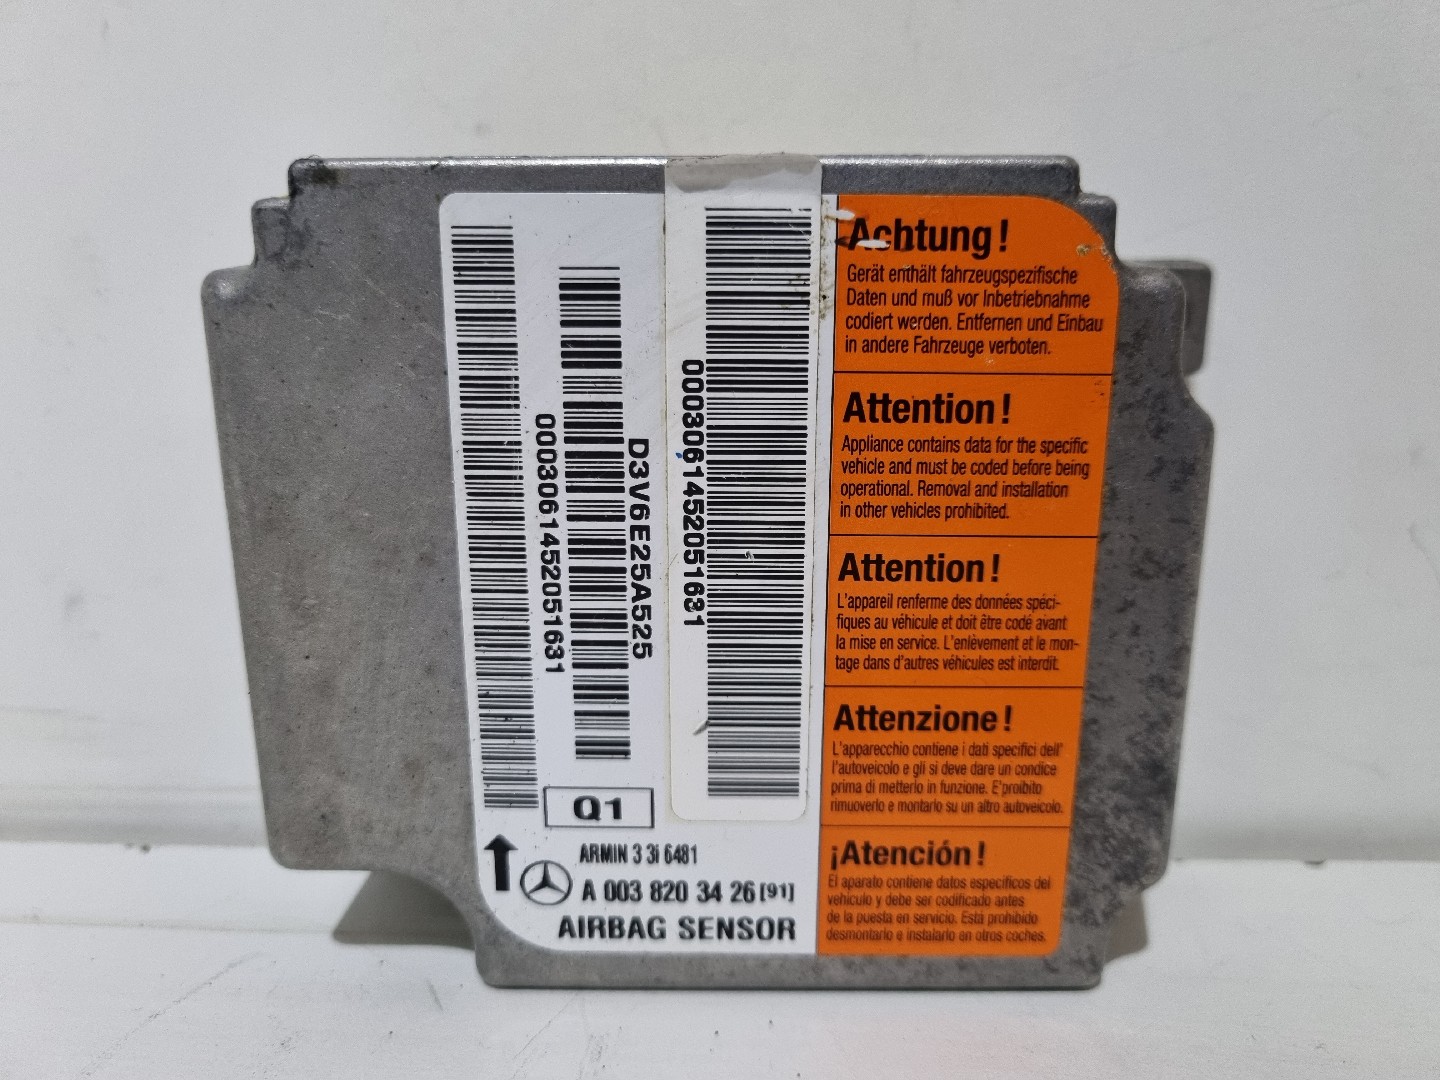 0003061452051631
D3V6E25A525
0003061452051631
Q1
ARMIN 3 3i 6481
A 003 820 34 26 [91]
AIRBAG SENSOR
Achtung !
Gerät enthält fahrzeugspezifische
Daten und muß vor Inbetriebnahme
codiert werden. Entfernen und Einbau
in andere Fahrzeuge verboten.
Attention !
Appliance contains data for the specific
vehicle and must be coded before being
operational. Removal and installation
in other vehicles prohibited.
Attention !
L'appareil renferme des données spéci-
fiques au véhicule et doit être codé avant
la mise en service. L'enlèvement et le mon-
tage dans d'autres véhicules est interdit.
Attenzione !
L'apparecchio contiene i dati specifici dell'
l'autoveicolo e gli si deve dare un condice
prima di metterlo in funzione. E'proibito
rimuoverlo e montarlo su un altro autoveicolo.
¡Atención !
El aparato contiene datos específicos del
vehículo y debe ser codificado antes
de la puesta en servicio. Está prohibido
desmontarlo e instalarlo en otros coches.